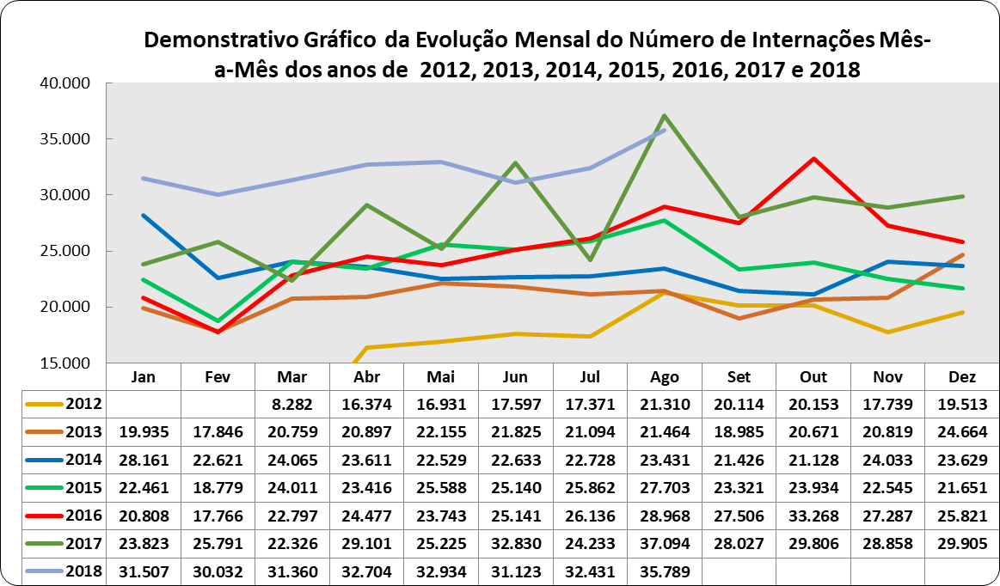 Demonstrativo Gráfico da Evolução Mensal do Número de Internações Mês-
a-Mês dos anos de 2012, 2013, 2014, 2015, 2016, 2017 e 2018
40.000
35.000
30.000
25.000
20.000
15.000
Jan Fev Mar Abr Mai Jun Jul Ago Set Out Nov Dez
2012 8.282 16.374 16.931 17.597 17.371 21.310 20.114 20.153 17.739 19.513
2013 19.935 17.846 20.759 20.897 22.155 21.825 21.094 21.464 18.985 20.671 20.819 24.664
2014 28.161 22.621 24.065 23.611 22.529 22.633 22.728 23.431 21.426 21.128 24.033 23.629
2015 22.461 18.779 24.011 23.416 25.588 25.140 25.862 27.703 23.321 23.934 22.545 21.651
2016 20.808 17.766 22.797 24.477 23.743 25.141 26.136 28.968 27.506 33.268 27.287 25.821
2017 23.823 25.791 22.326 29.101 25.225 32.830 24.233 37.094 28.027 29.806 28.858 29.905
2018 31.507 30.032 31.360 32.704 32.934 31.123 32.431 35.789